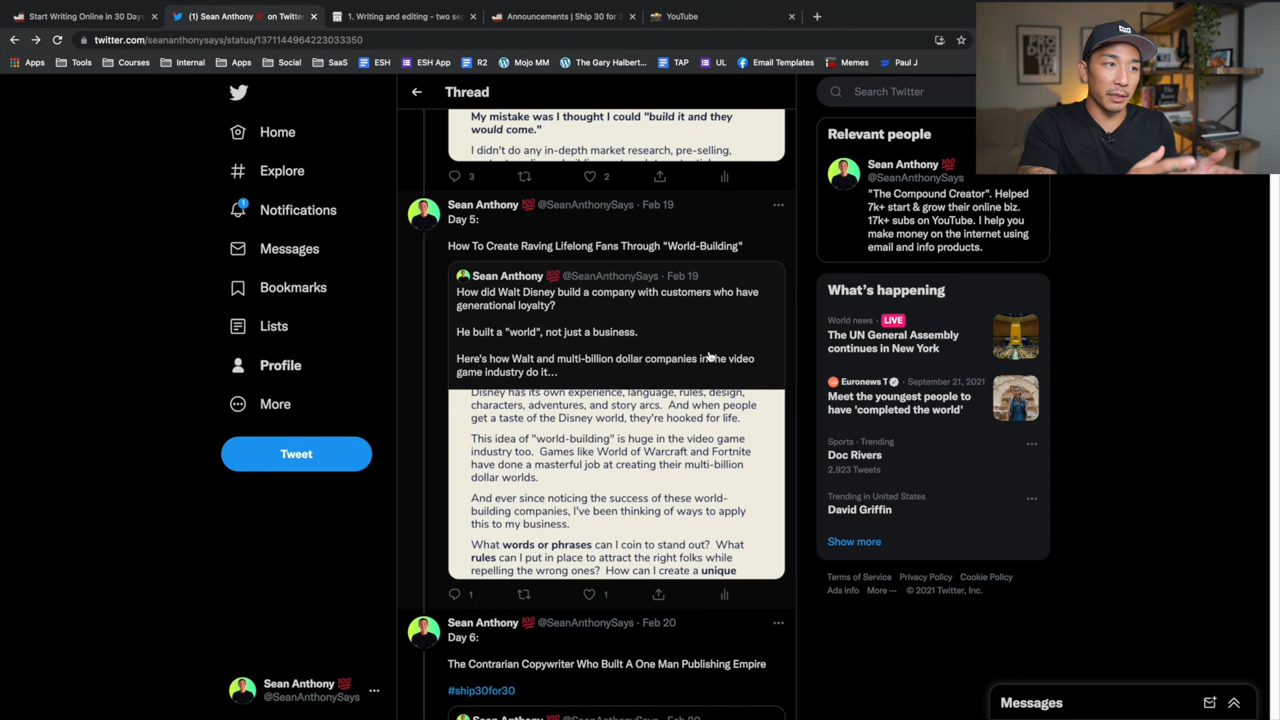 Start Writing Online in 30 Days
(1) Sean Anthony 💯 on Twitter
1. Writing and editing - two se
Announcements | Ship 30 for 3
YouTube
twitter.com/seananthonysays/status/1371144964223033350
Apps
Tools
Courses
Internal
Apps
Social
SaaS
ESH
ESH App
R2
Mojo MM
The Gary Halbert...
TAP
UL
Email Templates
Memes
Paul J
Home
Explore
1
Notifications
Messages
Bookmarks
Lists
Profile
More
Tweet
Sean Anthony 💯
@SeanAnthonySays
Thread
My mistake was I thought I could "build it and they
would come."
I didn't do any in-depth market research, pre-selling,
3
2
Sean Anthony 💯 @SeanAnthonySays · Feb 19
Day 5:
How To Create Raving Lifelong Fans Through "World-Building"
Sean Anthony 💯 @SeanAnthonySays · Feb 19
How did Walt Disney build a company with customers who have
generational loyalty?
He built a "world", not just a business.
Here's how Walt and multi-billion dollar companies in the video
game industry do it...
Disney has its own experience, language, rules, design,
characters, adventures, and story arcs. And when people
get a taste of the Disney world, they're hooked for life.
This idea of "world-building" is huge in the video game
industry too. Games like World of Warcraft and Fortnite
have done a masterful job at creating their multi-billion
dollar worlds.
And ever since noticing the success of these world-
building companies, I've been thinking of ways to apply
this to my business.
What words or phrases can I coin to stand out? What
rules can I put in place to attract the right folks while
repelling the wrong ones? How can I create a unique
1
1
Sean Anthony 💯 @SeanAnthonySays · Feb 20
Day 6:
The Contrarian Copywriter Who Built A One Man Publishing Empire
#ship30for30
Sean Anthony 💯 @SeanAnthonySays · Feb 20
Search Twitter
Relevant people
Sean Anthony 💯
@SeanAnthonySays
"The Compound Creator". Helped
7k+ start & grow their online biz.
17k+ subs on YouTube. I help you
make money on the internet using
email and info products.
What's happening
World news · LIVE
The UN General Assembly
continues in New York
Euronews · September 21, 2021
Meet the youngest people to
have 'completed the world'
Sports · Trending
Doc Rivers
2,923 Tweets
Trending in United States
David Griffin
Show more
Terms of Service Privacy Policy Cookie Policy
Ads info More ··· © 2021 Twitter, Inc.
Messages